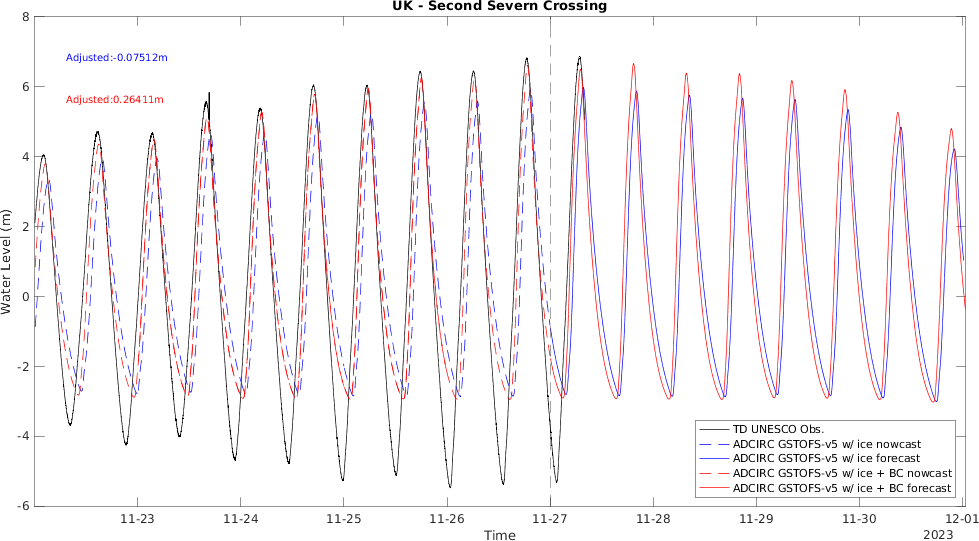 UK - Second Severn Crossing
8
6
4
2
0
-2
-4
-6
Water Level (m)
Adjusted:-0.07512m
Adjusted:0.26411m
TD UNESCO Obs.
ADCIRC GSTOFS-v5 w/ ice nowcast
ADCIRC GSTOFS-v5 w/ ice forecast
ADCIRC GSTOFS-v5 w/ ice + BC nowcast
ADCIRC GSTOFS-v5 w/ ice + BC forecast
11-23 11-24 11-25 11-26 11-27 11-28 11-29 11-30 12-01
Time
2023